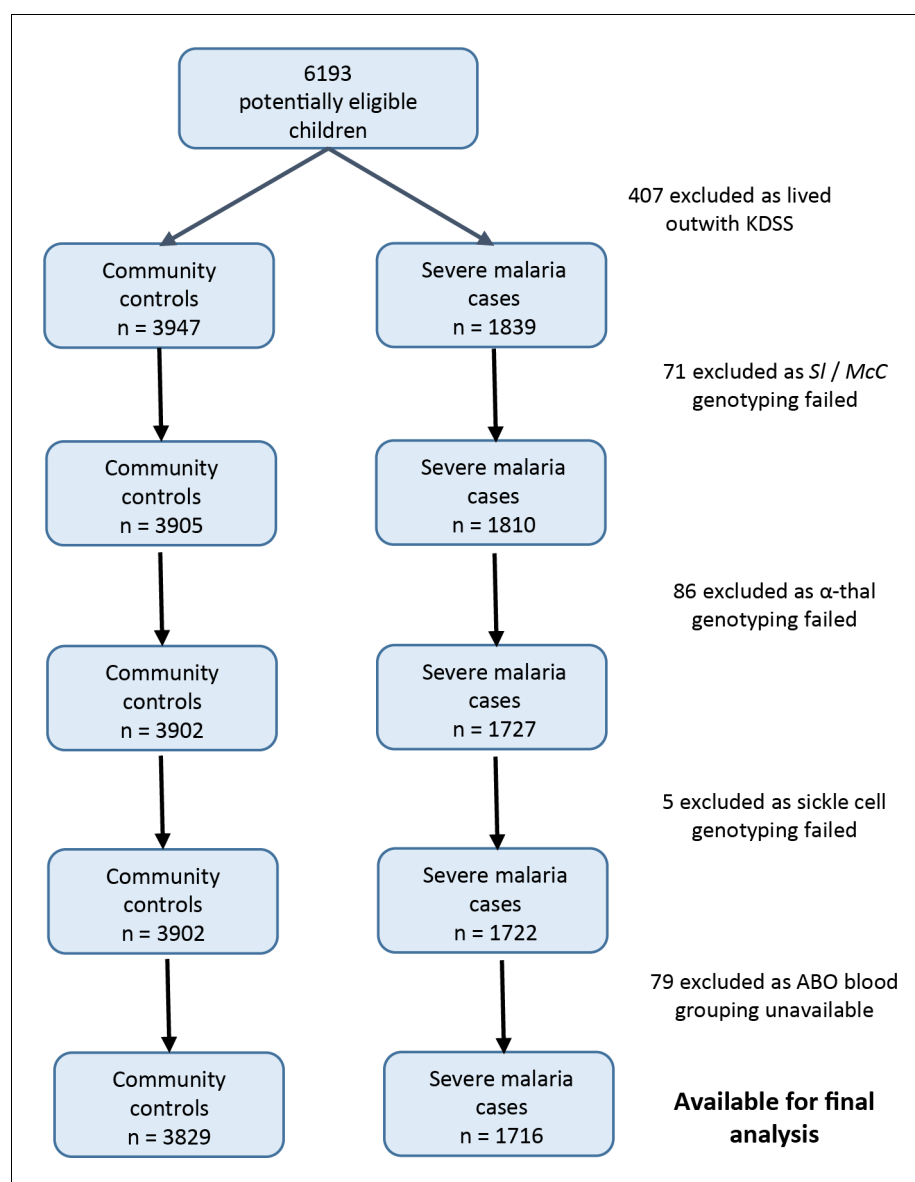 6193
potentially eligible
children
407 excluded as lived
outwith KDSS
Community
controls
n = 3947
Severe malaria
cases
n = 1839
71 excluded as Sl / McC
genotyping failed
Community
controls
n = 3905
Severe malaria
cases
n = 1810
86 excluded as α-thal
genotyping failed
Community
controls
n = 3902
Severe malaria
cases
n = 1727
5 excluded as sickle cell
genotyping failed
Community
controls
n = 3902
Severe malaria
cases
n = 1722
79 excluded as ABO blood
grouping unavailable
Community
controls
n = 3829
Severe malaria
cases
n = 1716
Available for final
analysis